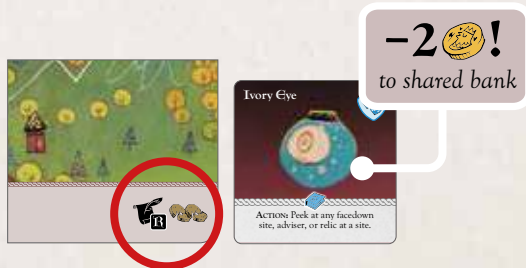 −2 !
to shared bank
Ivory Eye
R
ACTION: Peek at any facedown
site, adviser, or relic at a site.